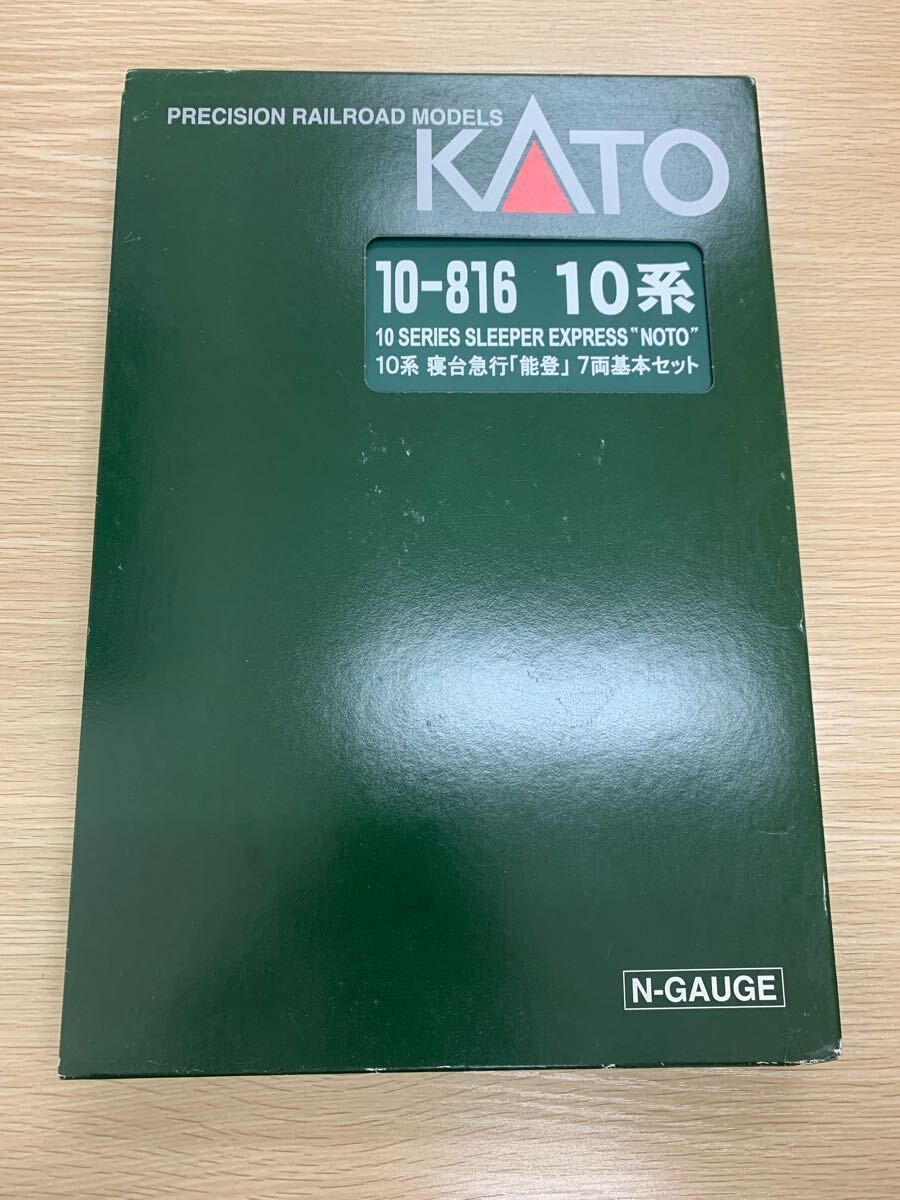 PRECISION RAILROAD MODELS
KATO
10-816 10系
10 SERIES SLEEPER EXPRESS "NOTO"
10系 寝台急行「能登」 7両基本セット
N-GAUGE